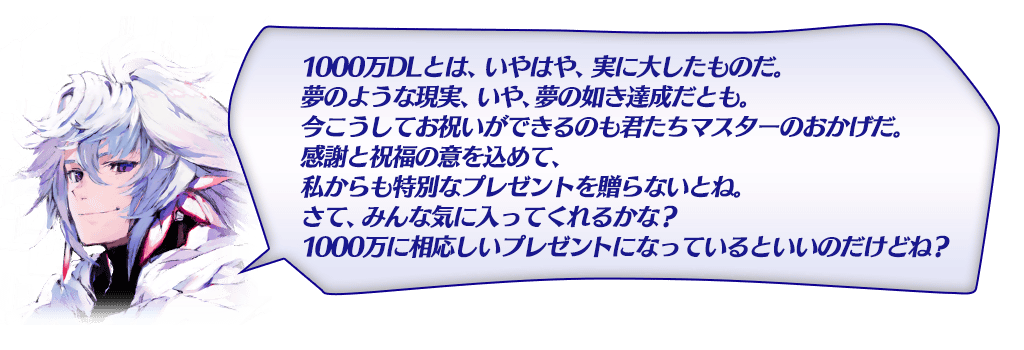 1000万DLとは、いやはや、実に大したものだ。
夢のような現実、いや、夢の如き達成だとも。
今こうしてお祝いができるのも君たちマスターのおかげだ。
感謝と祝福の意を込めて、
私からも特別なプレゼントを贈らないとね。
さて、みんな気に入ってくれるかな？
1000万に相応しいプレゼントになっているといいのだけどね？